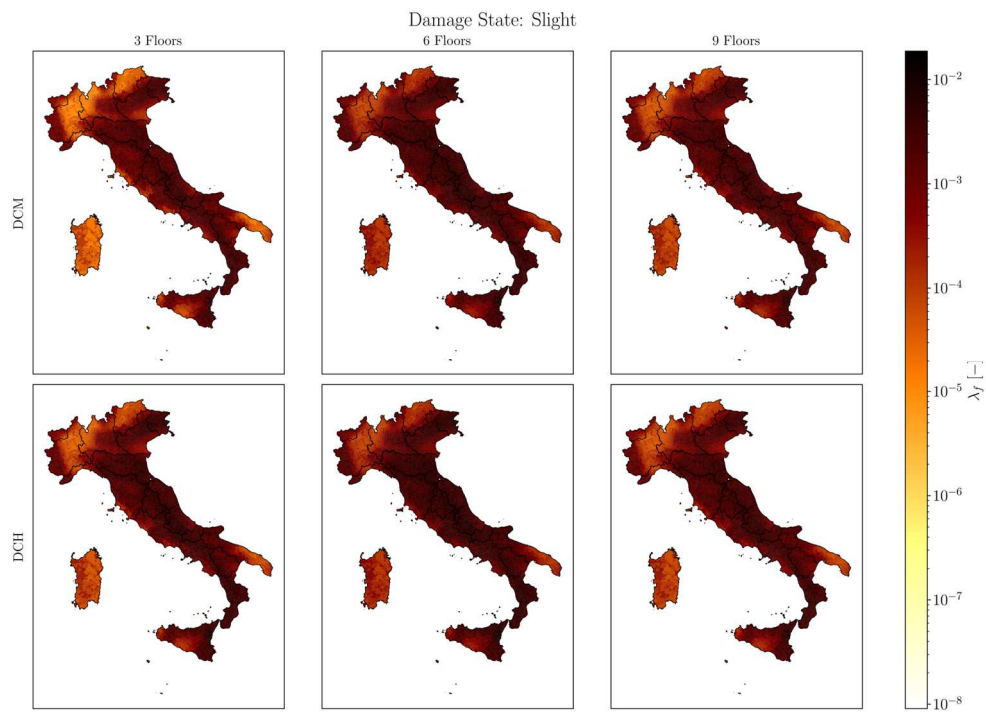 Damage State: Slight
3 Floors
6 Floors
9 Floors
DCM
DCH
10⁻²
10⁻³
10⁻⁴
10⁻⁵
10⁻⁶
10⁻⁷
10⁻⁸
λ_f [−]